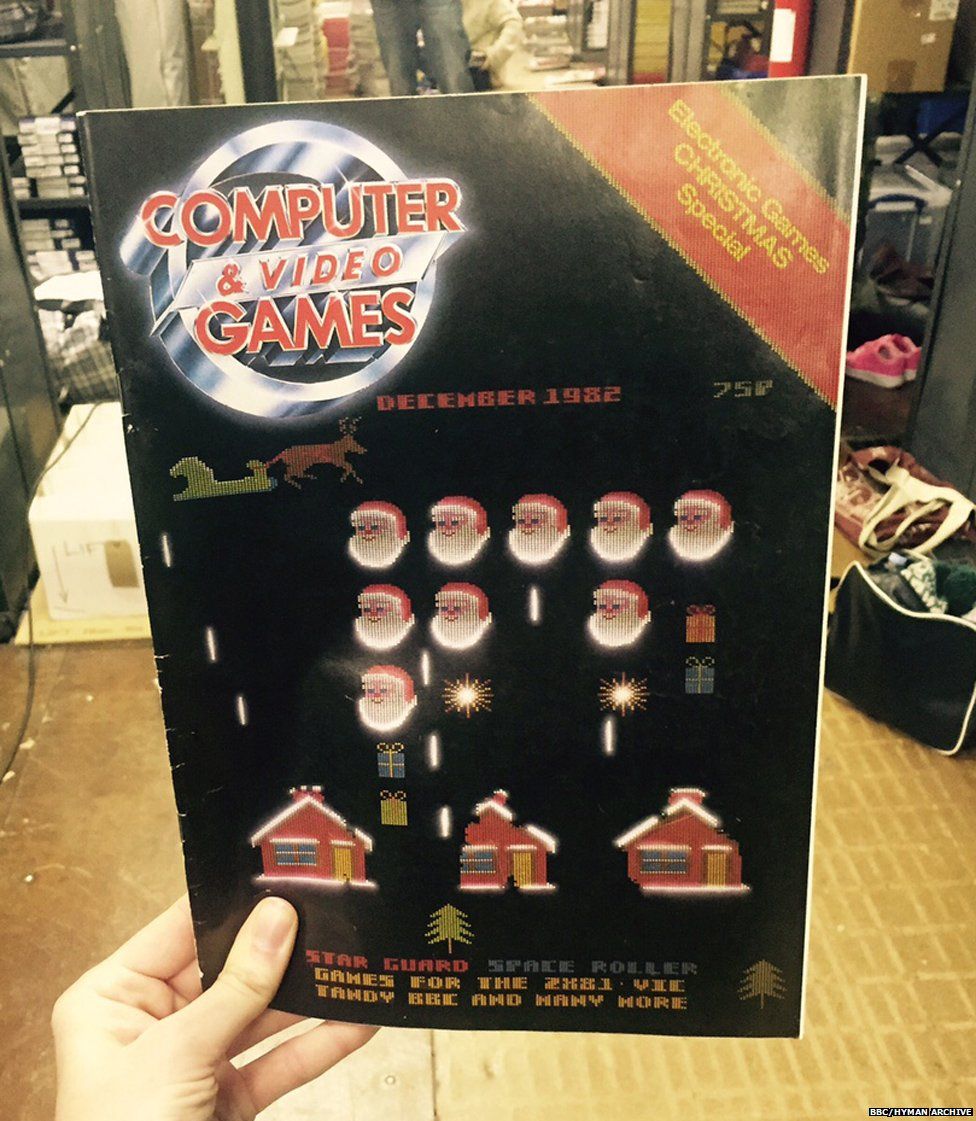 COMPUTER
& VIDEO
GAMES
Electronic Games
CHRISTMAS
Special
DECEMBER 1982
75P
STAR GUARD SPACE ROLLER
GAMES FOR THE ZX81·VIC
TANDY BBC AND MANY MORE
LIFT
BBC/HYMAN ARCHIVE